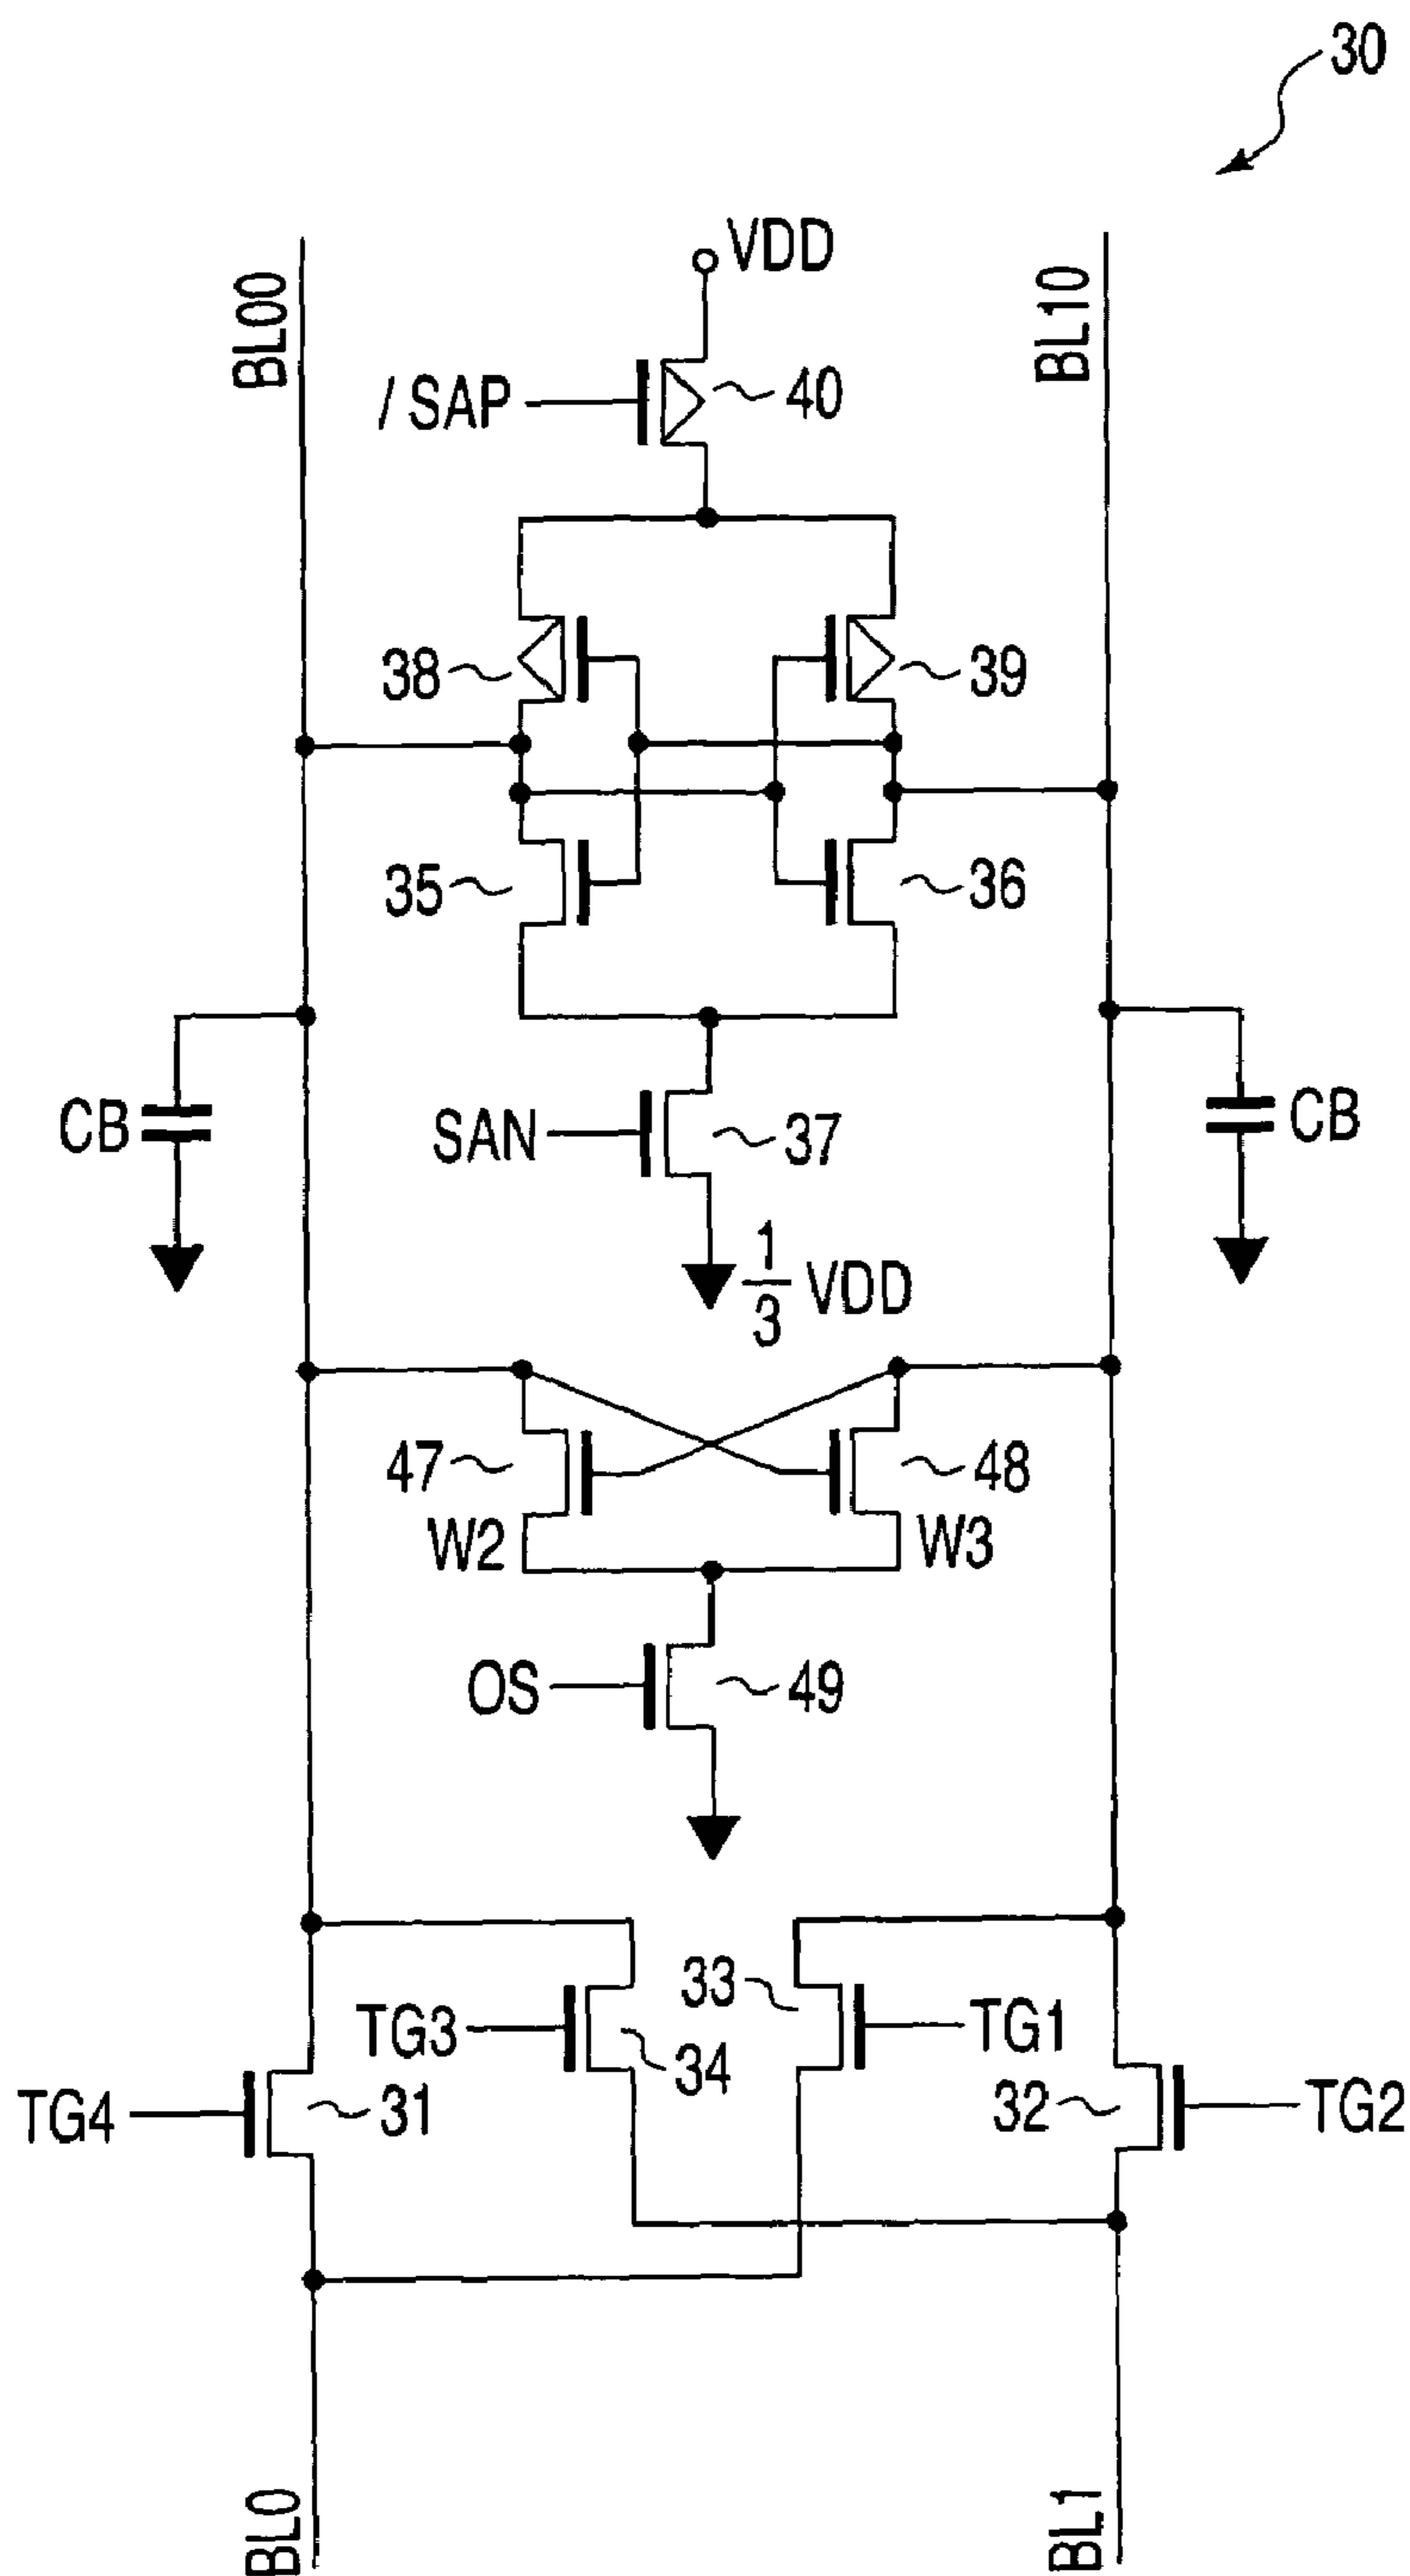 30
VDD
BL00
BL10
/ SAP
40
38
39
35
36
CB
SAN
37
CB
1
3
VDD
47
48
W2
W3
OS
49
33
TG3
TG1
34
TG4
31
32
TG2
BL0
BL1